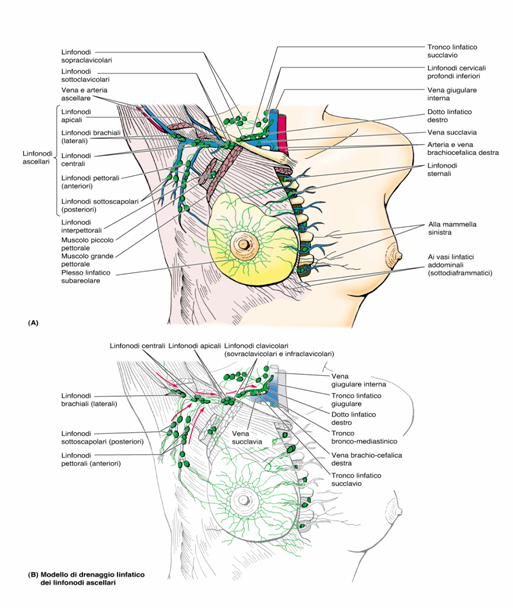 Linfonodi
sopraclavicolari
Linfonodi
sottoclavicolari
Vena e arteria
ascellare
Linfonodi
apicali
Linfonodi brachiali
(laterali)
Linfonodi
ascellari
Linfonodi
centrali
Linfonodi pettorali
(anteriori)
Linfonodi sottoscapolari
(posteriori)
Linfonodi
interpettorali
Muscolo piccolo
pettorale
Muscolo grande
pettorale
Plesso linfatico
subareolare
Tronco linfatico
succlavio
Linfonodi cervicali
profondi inferiori
Vena giugulare
interna
Dotto linfatico
destro
Vena succlavia
Arteria e vena
brachiocefalica destra
Linfonodi
sternali
Alla mammella
sinistra
Ai vasi linfatici
addominali
(sottodiaframmatici)
(A)
Linfonodi centrali Linfonodi apicali Linfonodi clavicolari
(sovraclavicolari e infraclavicolari)
Linfonodi
brachiali (laterali)
Linfonodi
sottoscapolari (posteriori)
Linfonodi
pettorali (anteriori)
Vena
succlavia
Vena
giugulare interna
Tronco linfatico
giugulare
Dotto linfatico
destro
Tronco
bronco-mediastinico
Vena brachio-cefalica
destra
Tronco linfatico
succlavio
(B) Modello di drenaggio linfatico
dei linfonodi ascellari